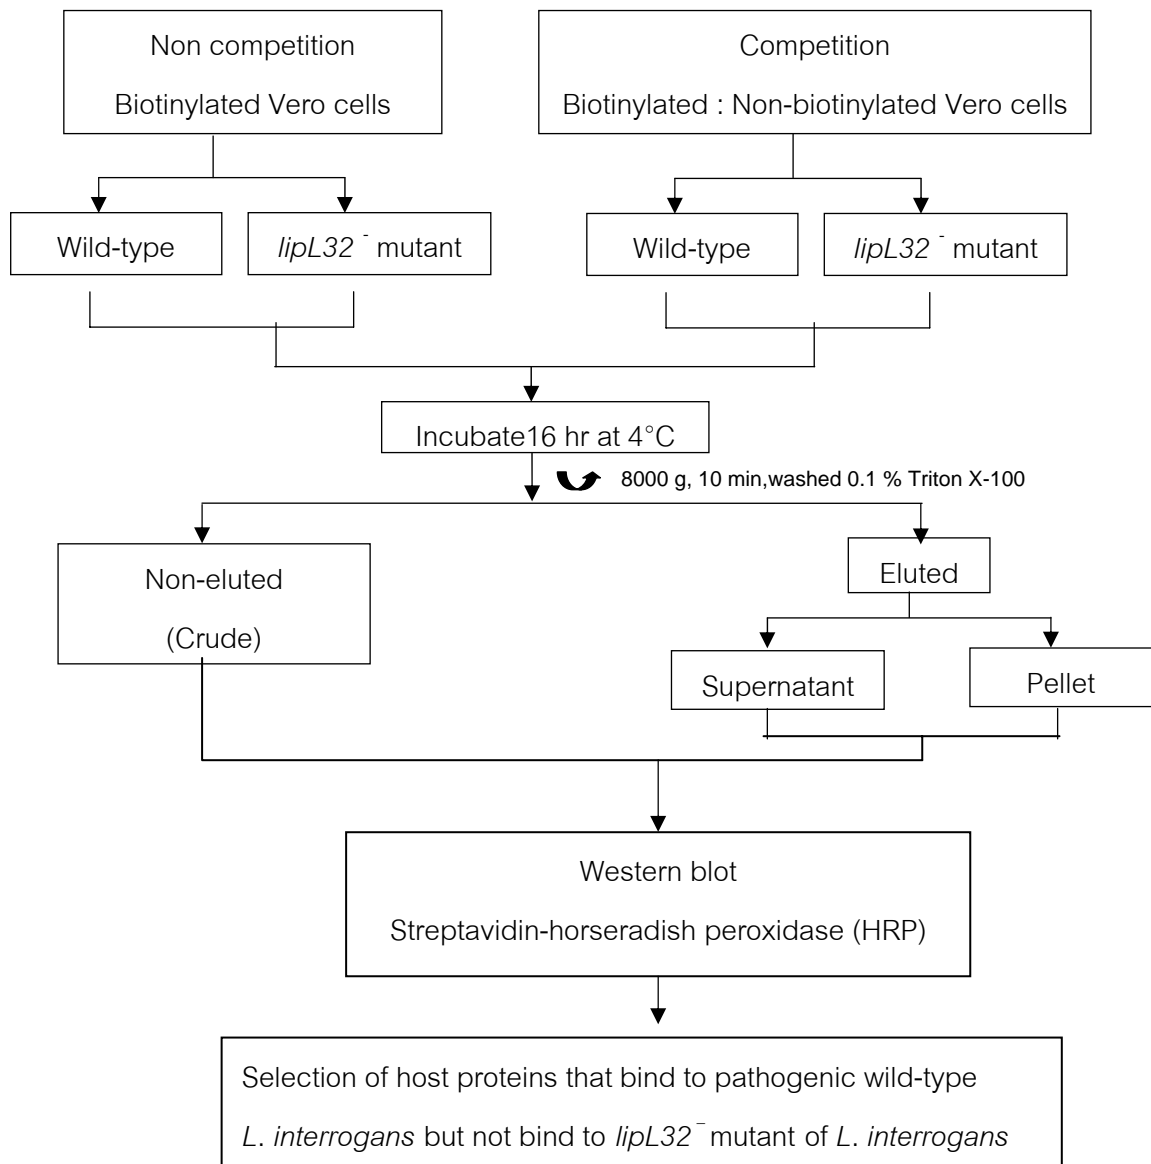 Non competition
Biotinylated Vero cells
Competition
Biotinylated : Non-biotinylated Vero cells
Wild-type
lipL32 ⁻ mutant
Wild-type
lipL32 ⁻ mutant
Incubate16 hr at 4°C
8000 g, 10 min,washed 0.1 % Triton X-100
Non-eluted
(Crude)
Eluted
Supernatant
Pellet
Western blot
Streptavidin-horseradish peroxidase (HRP)
Selection of host proteins that bind to pathogenic wild-type
L. interrogans but not bind to lipL32⁻ mutant of L. interrogans